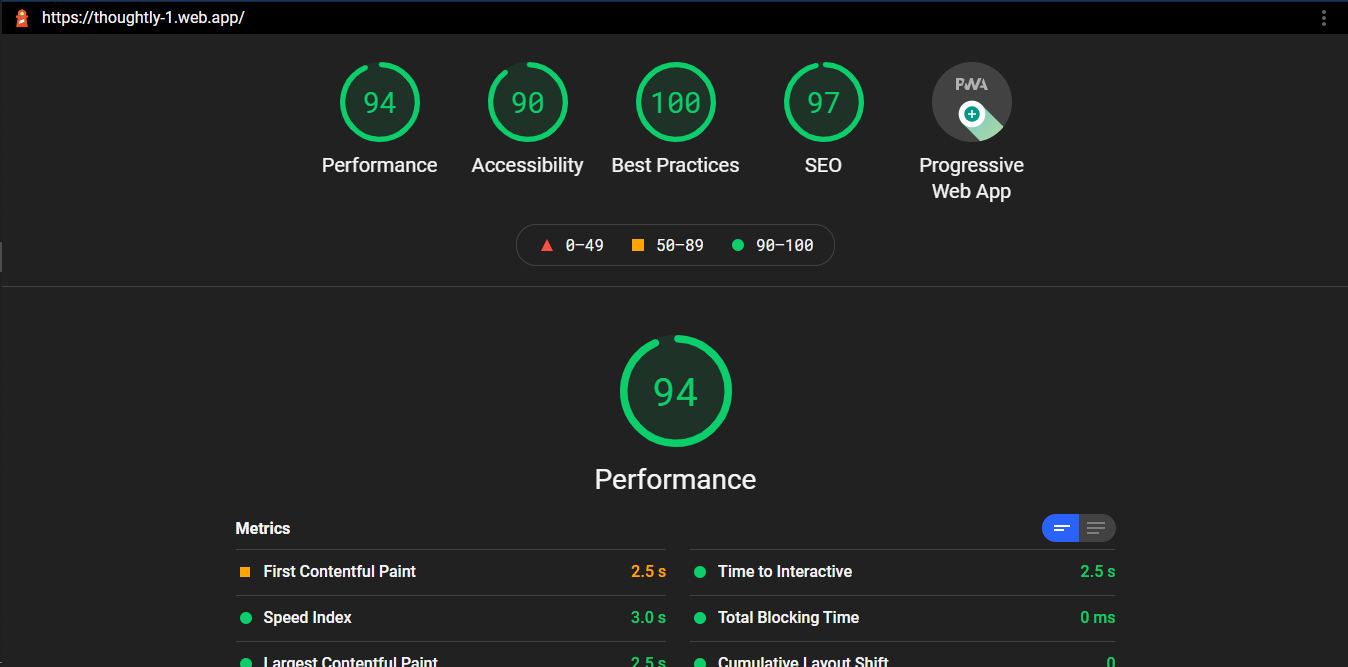 https://thoughtly-1.web.app/
94
90
100
97
PWA
Performance
Accessibility
Best Practices
SEO
Progressive
Web App
0–49
50–89
90–100
94
Performance
Metrics
First Contentful Paint 2.5 s
Time to Interactive 2.5 s
Speed Index 3.0 s
Total Blocking Time 0 ms
Largest Contentful Paint 2.5 s
Cumulative Layout Shift 0